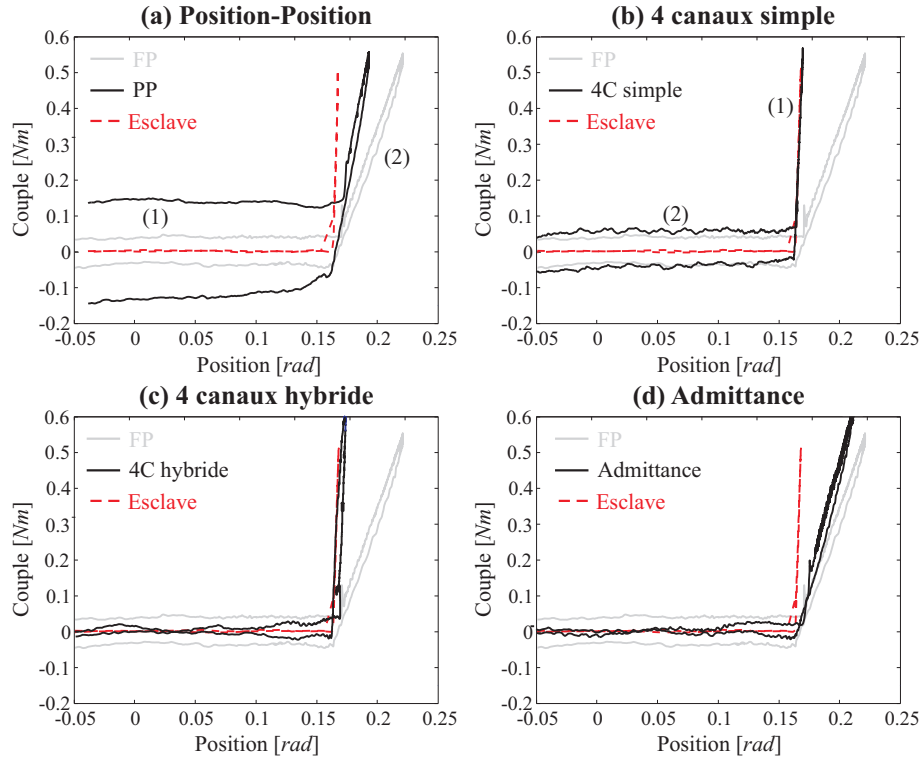 (a) Position-Position
0.6
0.5
0.4
0.3
0.2
0.1
0
-0.1
-0.2
Couple [Nm]
FP
PP
Esclave
(1)
(2)
-0.05
0
0.05
0.1
0.15
0.2
0.25
Position [rad]
(b) 4 canaux simple
0.6
0.5
0.4
0.3
0.2
0.1
0
-0.1
-0.2
Couple [Nm]
FP
4C simple
Esclave
(1)
(2)
-0.05
0
0.05
0.1
0.15
0.2
0.25
Position [rad]
(c) 4 canaux hybride
0.6
0.5
0.4
0.3
0.2
0.1
0
-0.1
-0.2
Couple [Nm]
FP
4C hybride
Esclave
-0.05
0
0.05
0.1
0.15
0.2
0.25
Position [rad]
(d) Admittance
0.6
0.5
0.4
0.3
0.2
0.1
0
-0.1
-0.2
Couple [Nm]
FP
Admittance
Esclave
-0.05
0
0.05
0.1
0.15
0.2
0.25
Position [rad]